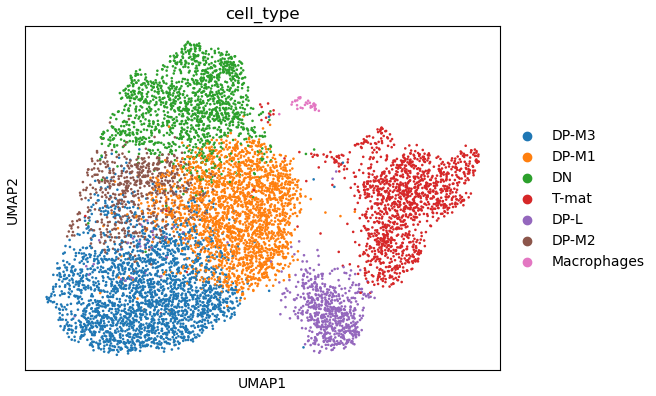 cell_type
UMAP2
UMAP1
DP-M3
DP-M1
DN
T-mat
DP-L
DP-M2
Macrophages